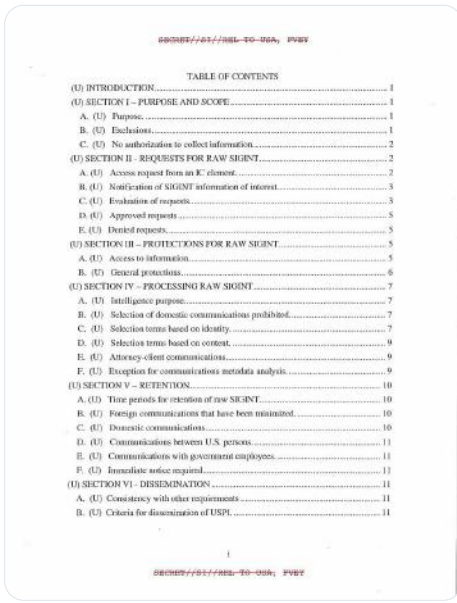 SECRET//SI//REL TO USA, FVEY
TABLE OF CONTENTS
(U) INTRODUCTION 1
(U) SECTION I – PURPOSE AND SCOPE 1
A. (U) Purpose. 1
B. (U) Exclusions 1
C. (U) No authorization to collect information 2
(U) SECTION II - REQUESTS FOR RAW SIGINT 2
A. (U) Access request from an IC element. 2
B. (U) Notification of SIGINT information of interest 3
C. (U) Evaluation of requests 3
D. (U) Approved requests 5
E. (U) Denied requests. 5
(U) SECTION III – PROTECTIONS FOR RAW SIGINT 5
A. (U) Access to information 5
B. (U) General protections 6
(U) SECTION IV – PROCESSING RAW SIGINT 7
A. (U) Intelligence purpose 7
B. (U) Selection of domestic communications prohibited. 7
C. (U) Selection terms based on identity. 7
D. (U) Selection terms based on content. 9
E. (U) Attorney-client communications 9
F. (U) Exception for communications metadata analysis. 9
(U) SECTION V – RETENTION 10
A. (U) Time periods for retention of raw SIGINT 10
B. (U) Foreign communications that have been minimized. 10
C. (U) Domestic communications 10
D. (U) Communications between U.S. persons 11
E. (U) Communications with government employees 11
F. (U) Immediate notice required 11
(U) SECTION VI - DISSEMINATION 11
A. (U) Consistency with other requirements 11
B. (U) Criteria for dissemination of USPI. 11
i
SECRET//SI//REL TO USA, FVEY